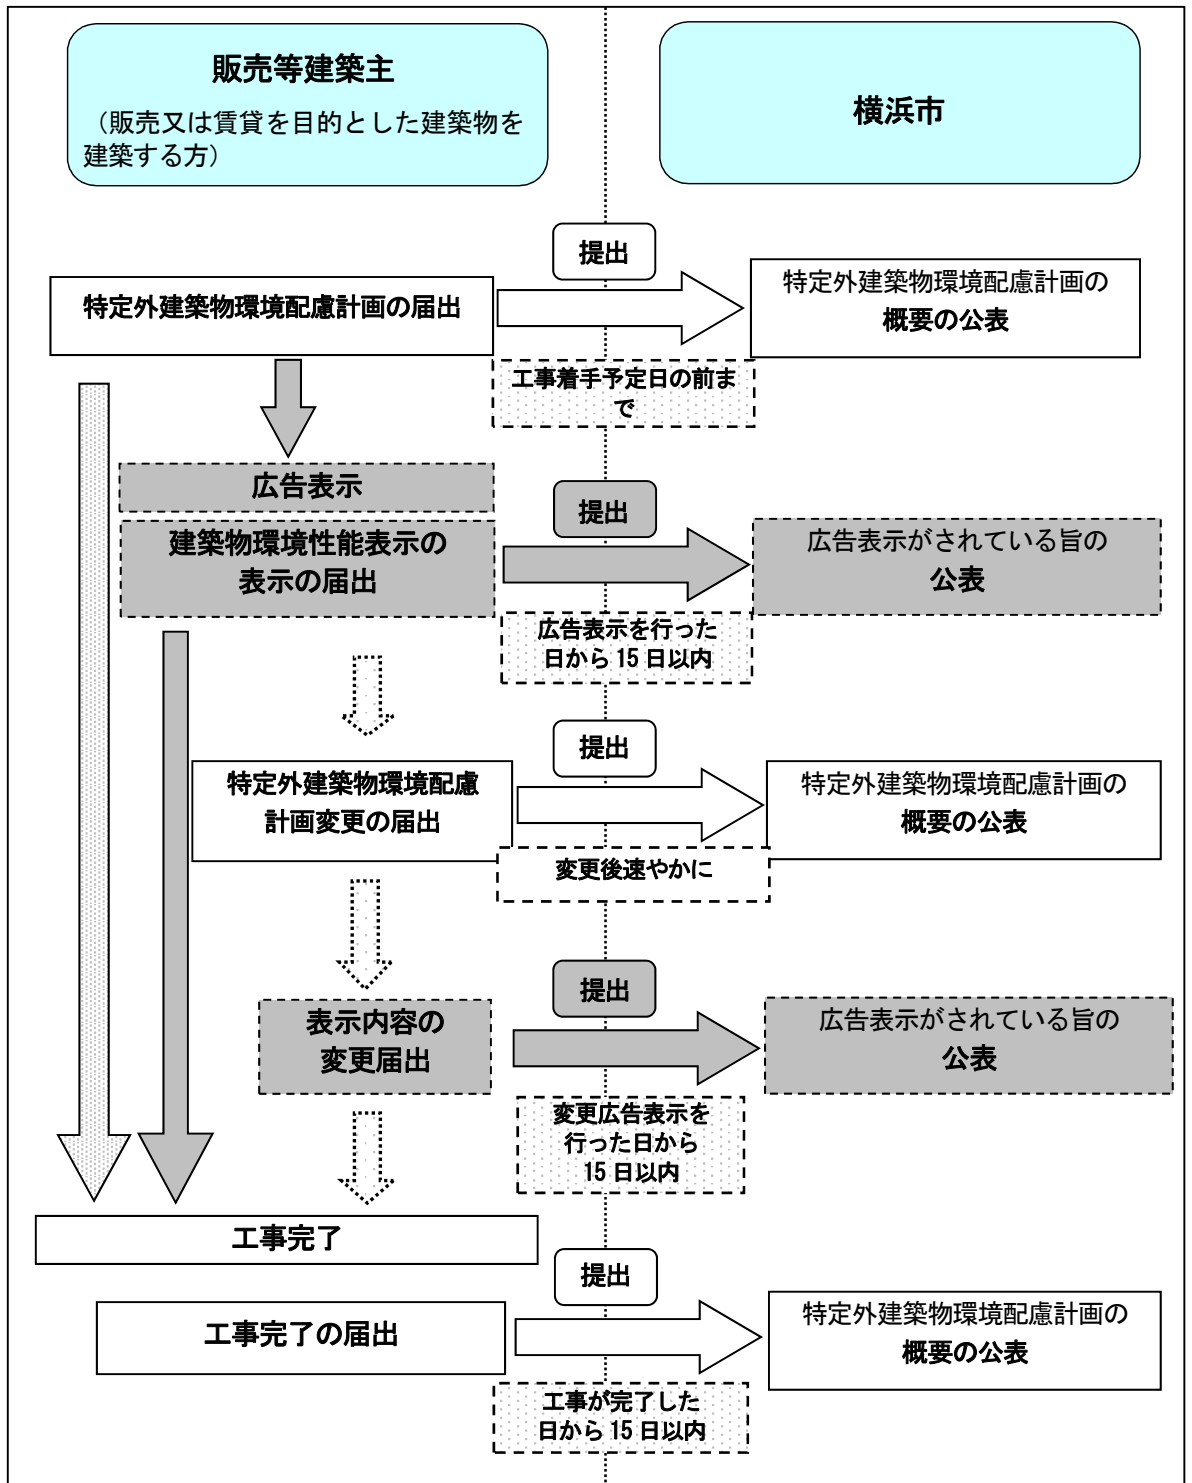 販売等建築主
（販売又は賃貸を目的とした建築物を
建築する方）
横浜市
提出
特定外建築物環境配慮計画の届出
特定外建築物環境配慮計画の
概要の公表
工事着手予定日の前ま
で
広告表示
建築物環境性能表示の
表示の届出
提出
広告表示がされている旨の
公表
広告表示を行った
日から 15 日以内
提出
特定外建築物環境配慮
計画変更の届出
特定外建築物環境配慮計画の
概要の公表
変更後速やかに
提出
表示内容の
変更届出
広告表示がされている旨の
公表
変更広告表示を
行った日から
15 日以内
工事完了
提出
工事完了の届出
特定外建築物環境配慮計画の
概要の公表
工事が完了した
日から 15 日以内